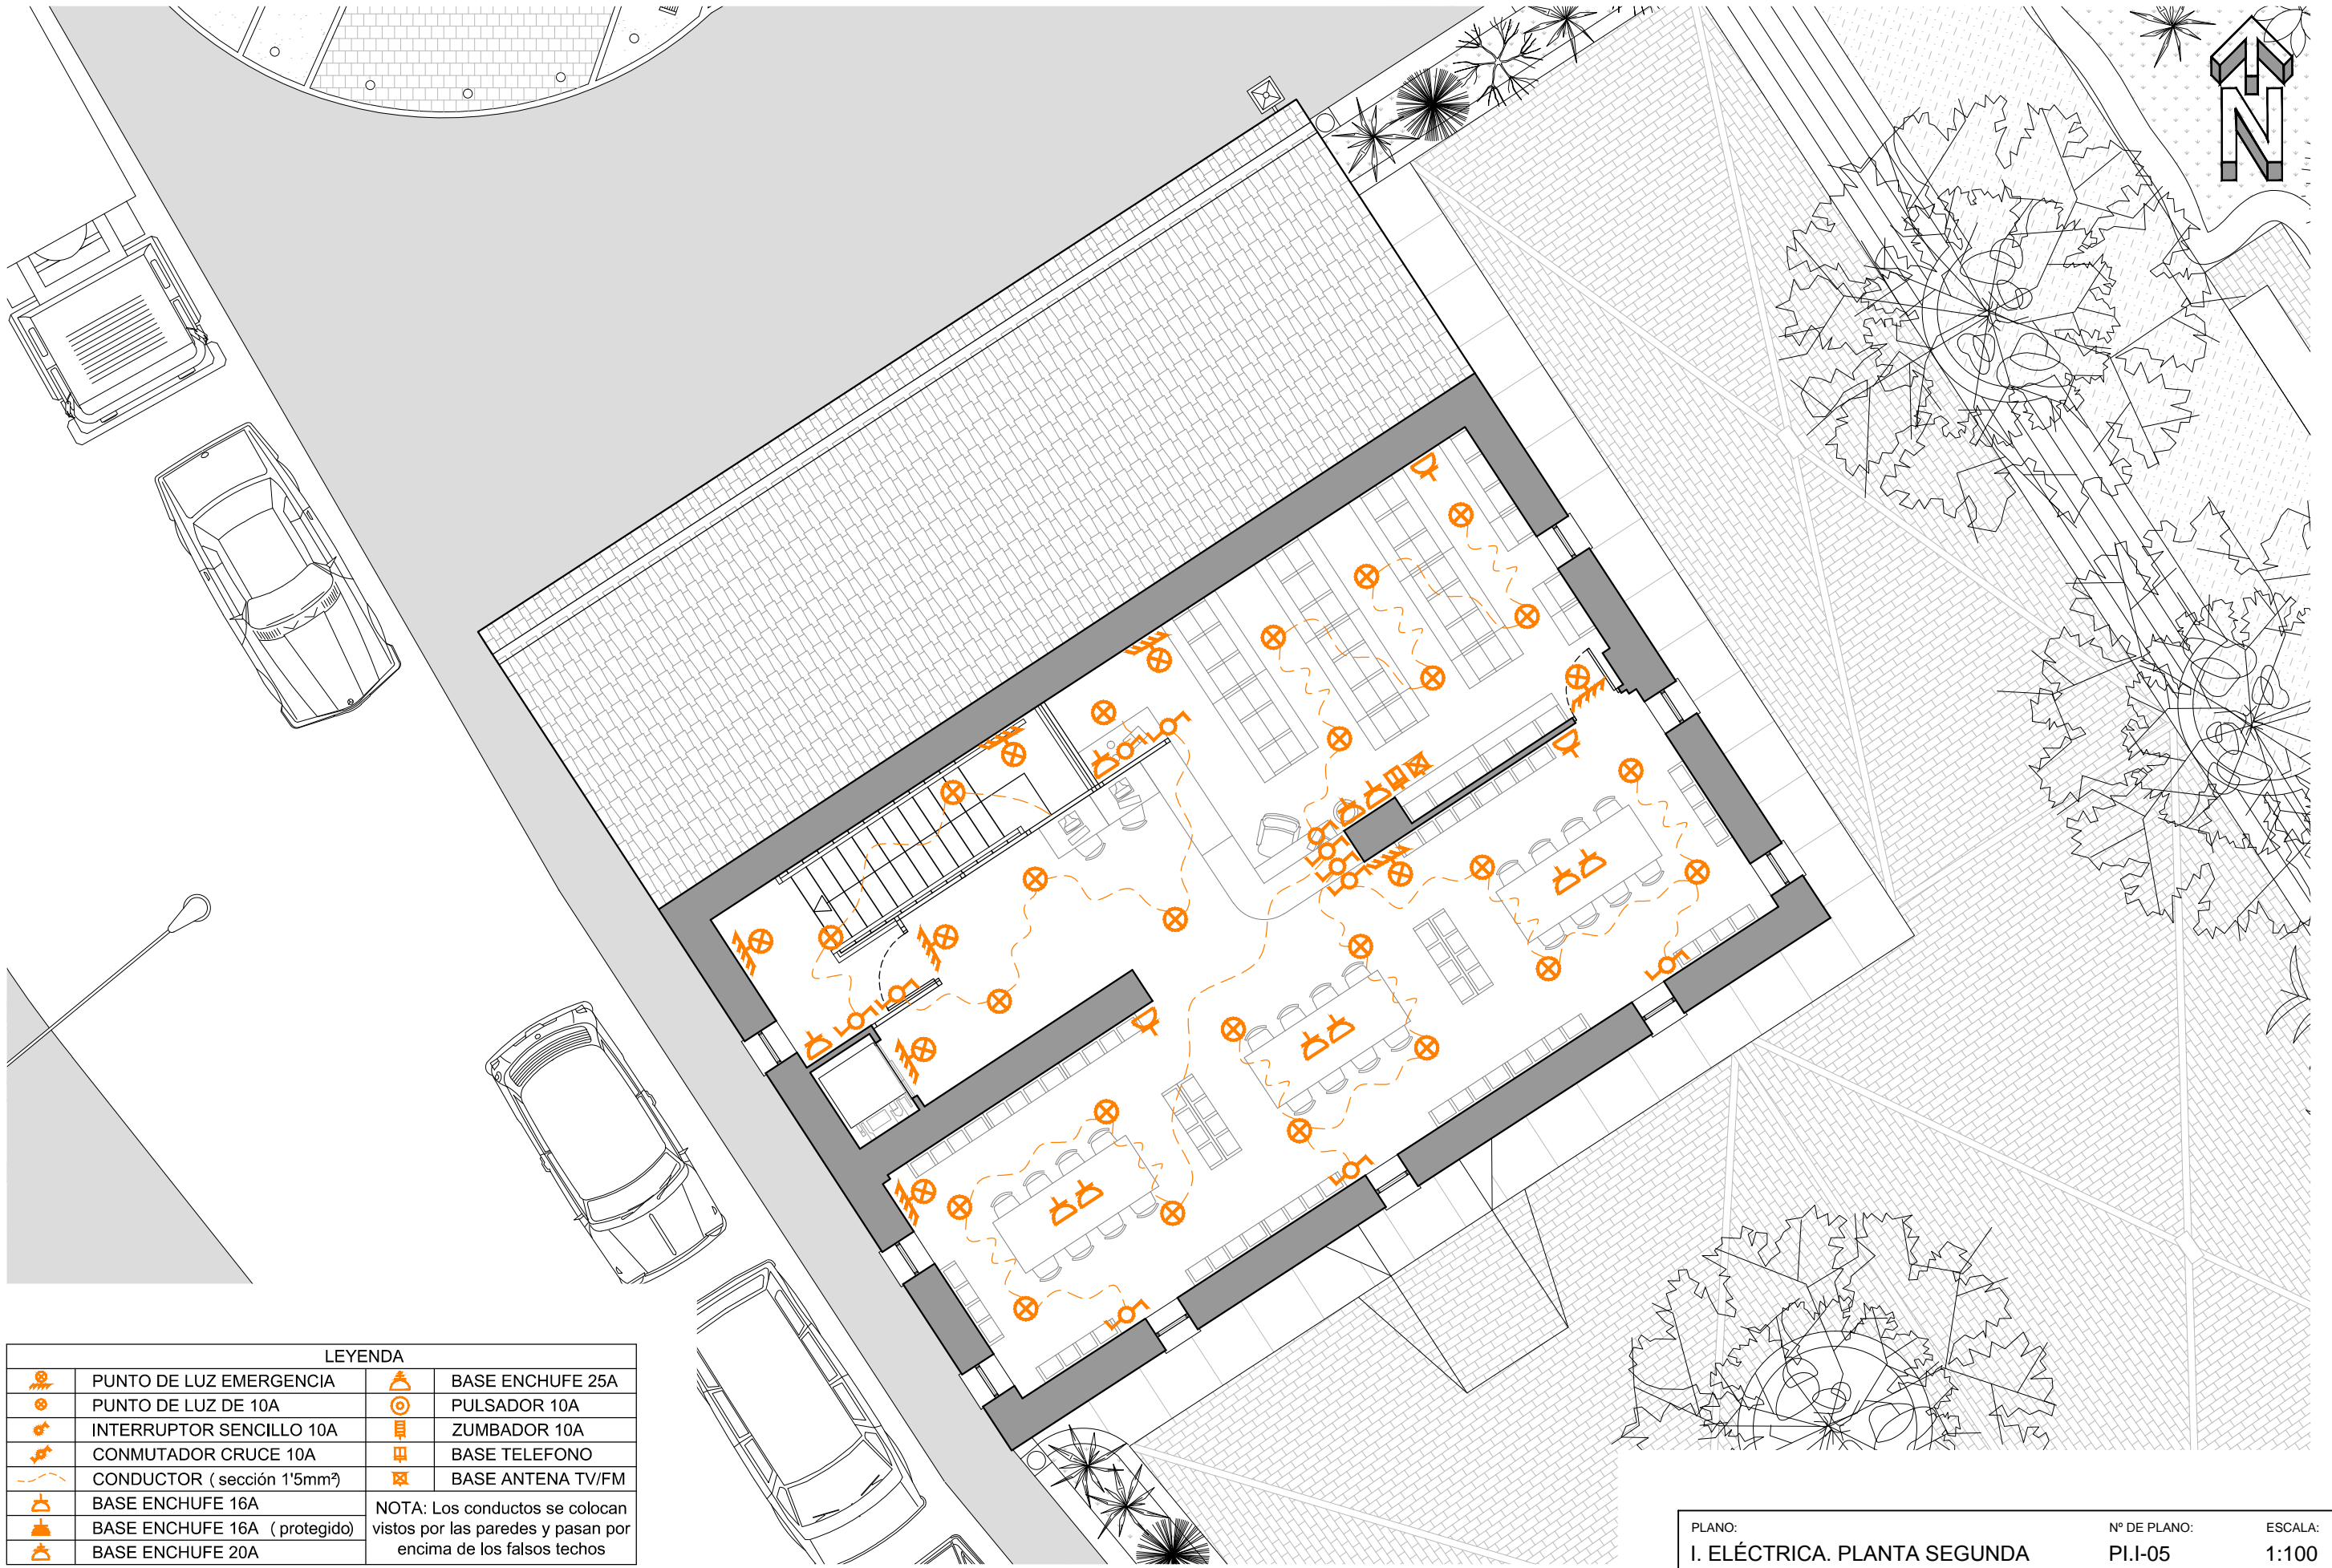 N
LEYENDA
PUNTO DE LUZ EMERGENCIA
BASE ENCHUFE 25A
PUNTO DE LUZ DE 10A
PULSADOR 10A
INTERRUPTOR SENCILLO 10A
ZUMBADOR 10A
CONMUTADOR CRUCE 10A
BASE TELEFONO
CONDUCTOR ( sección 1'5mm²)
BASE ANTENA TV/FM
BASE ENCHUFE 16A
BASE ENCHUFE 16A ( protegido)
BASE ENCHUFE 20A
NOTA: Los conductos se colocan
vistos por las paredes y pasan por
encima de los falsos techos
PLANO:
Nº DE PLANO:
ESCALA:
I. ELÉCTRICA. PLANTA SEGUNDA
PI.I-05
1:100